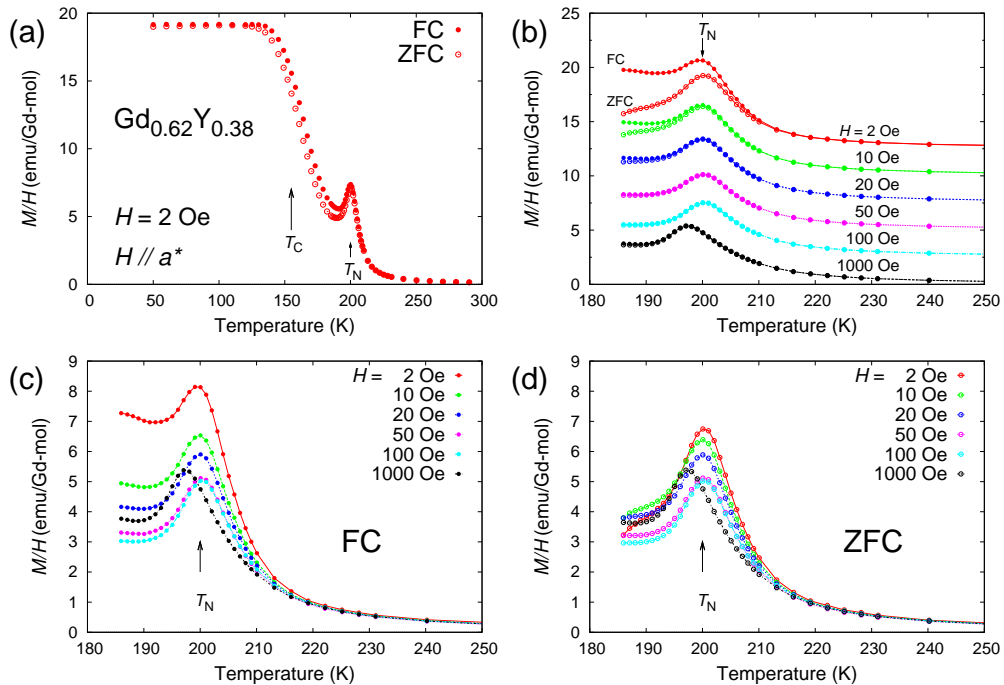 (a)
FC
ZFC
Gd0.62Y0.38
H = 2 Oe
H // a*
TC
TN
M/H (emu/Gd-mol)
20
15
10
5
0
0 50 100 150 200 250 300
Temperature (K)
(b)
TN
FC
ZFC
H = 2 Oe
10 Oe
20 Oe
50 Oe
100 Oe
1000 Oe
M/H (emu/Gd-mol)
25
20
15
10
5
0
180 190 200 210 220 230 240 250
Temperature (K)
(c)
H = 2 Oe
10 Oe
20 Oe
50 Oe
100 Oe
1000 Oe
FC
TN
M/H (emu/Gd-mol)
9
8
7
6
5
4
3
2
1
0
180 190 200 210 220 230 240 250
Temperature (K)
(d)
H = 2 Oe
10 Oe
20 Oe
50 Oe
100 Oe
1000 Oe
ZFC
TN
M/H (emu/Gd-mol)
9
8
7
6
5
4
3
2
1
0
180 190 200 210 220 230 240 250
Temperature (K)